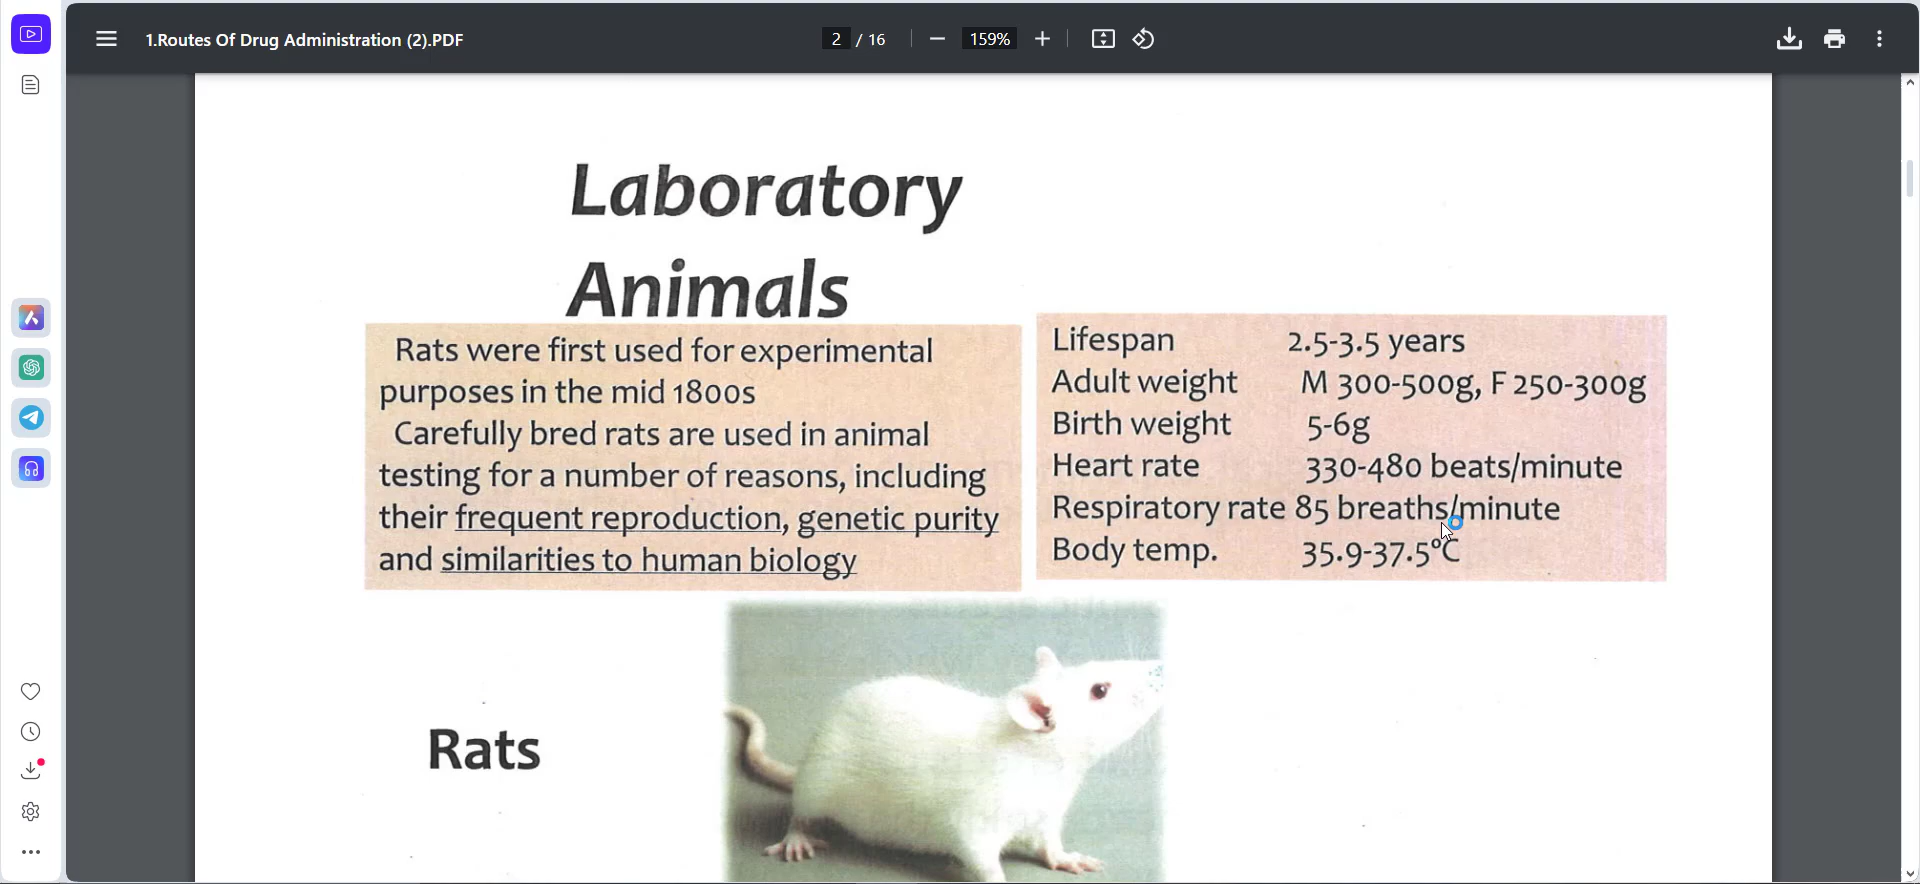 1.Routes Of Drug Administration (2).PDF
2 / 16
159%
Laboratory
Animals
Rats were first used for experimental
purposes in the mid 1800s
Carefully bred rats are used in animal
testing for a number of reasons, including
their frequent reproduction, genetic purity
and similarities to human biology
Lifespan 2.5-3.5 years
Adult weight M 300-500g, F 250-300g
Birth weight 5-6g
Heart rate 330-480 beats/minute
Respiratory rate 85 breaths/minute
Body temp. 35.9-37.5ºC
Rats